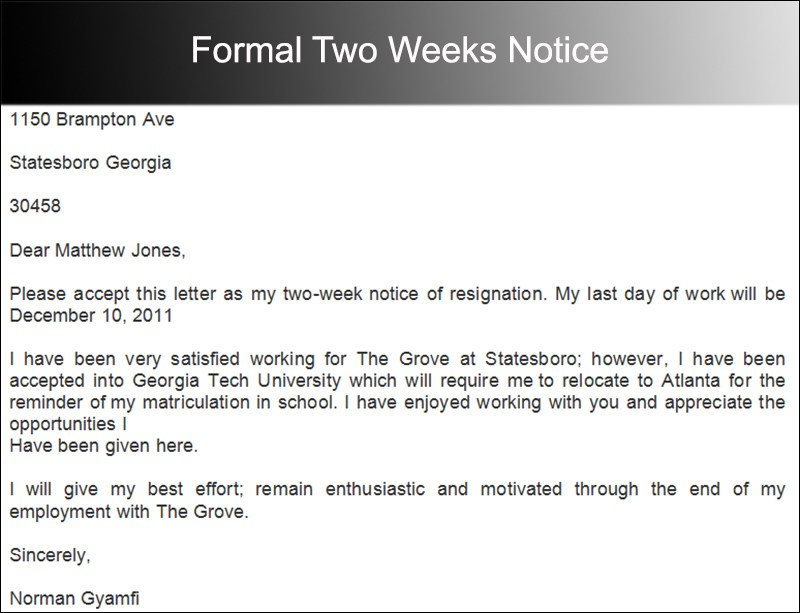 Formal Two Weeks Notice
1150 Brampton Ave
Statesboro Georgia
30458
Dear Matthew Jones,
Please accept this letter as my two-week notice of resignation. My last day of work will be
December 10, 2011
I have been very satisfied working for The Grove at Statesboro; however, I have been
accepted into Georgia Tech University which will require me to relocate to Atlanta for the
reminder of my matriculation in school. I have enjoyed working with you and appreciate the
opportunities I
Have been given here.
I will give my best effort; remain enthusiastic and motivated through the end of my
employment with The Grove.
Sincerely,
Norman Gyamfi